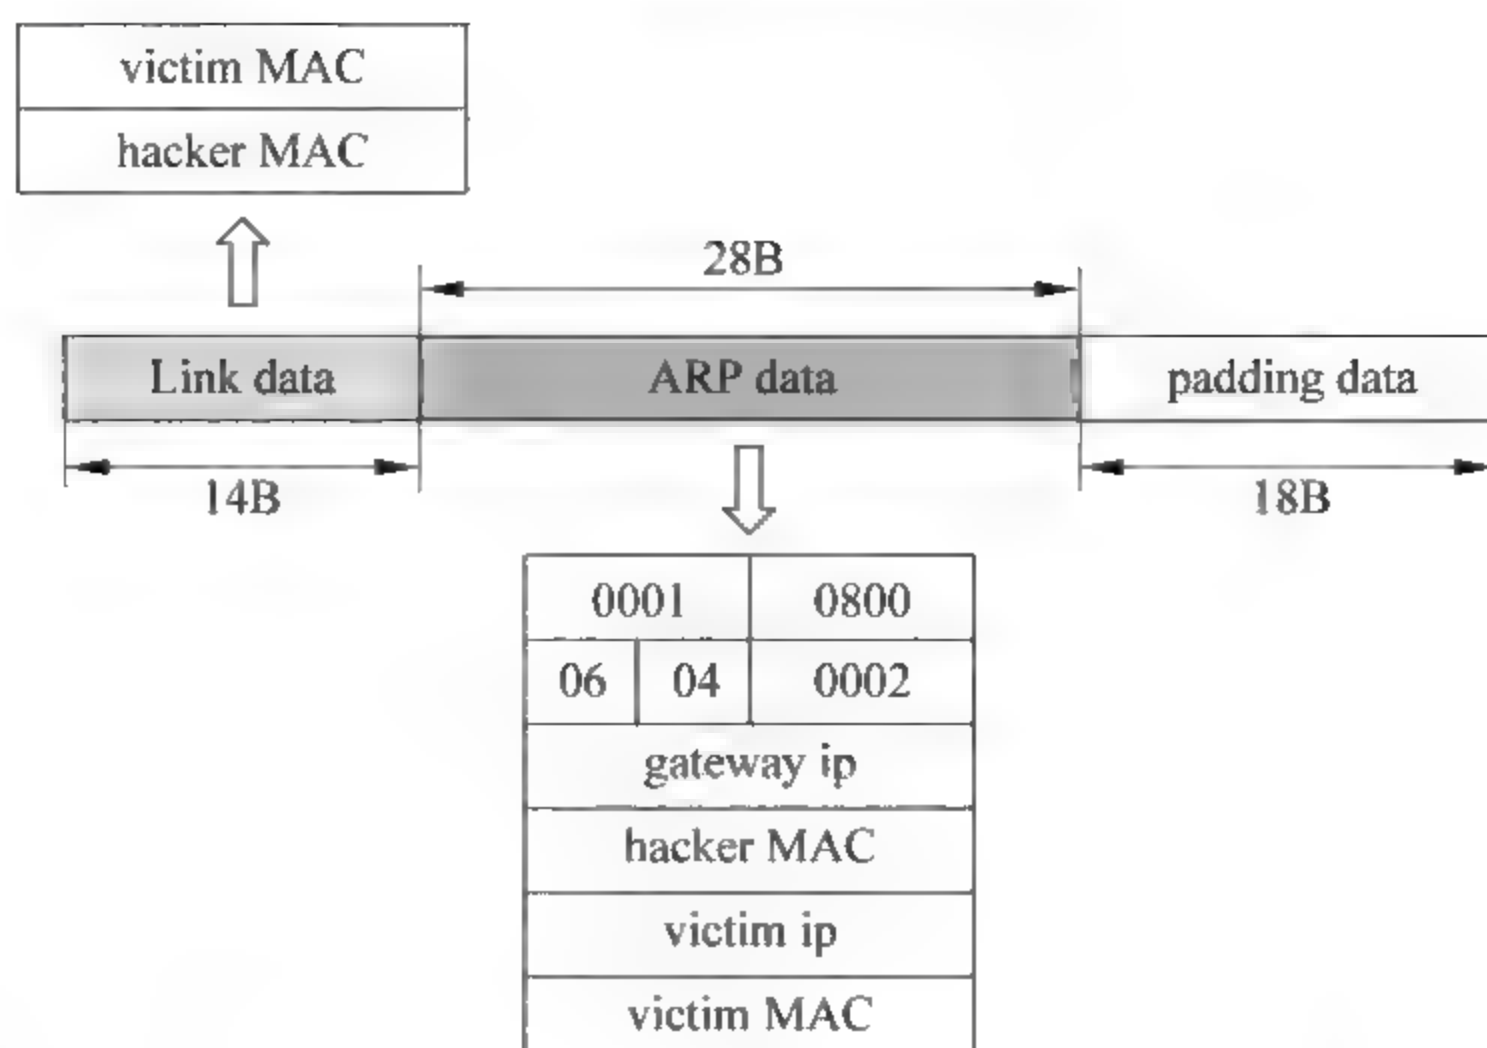 victim MAC
hacker MAC
28B
Link data ARP data padding data
14B 18B
0001 0800
06 04 0002
gateway ip
hacker MAC
victim ip
victim MAC